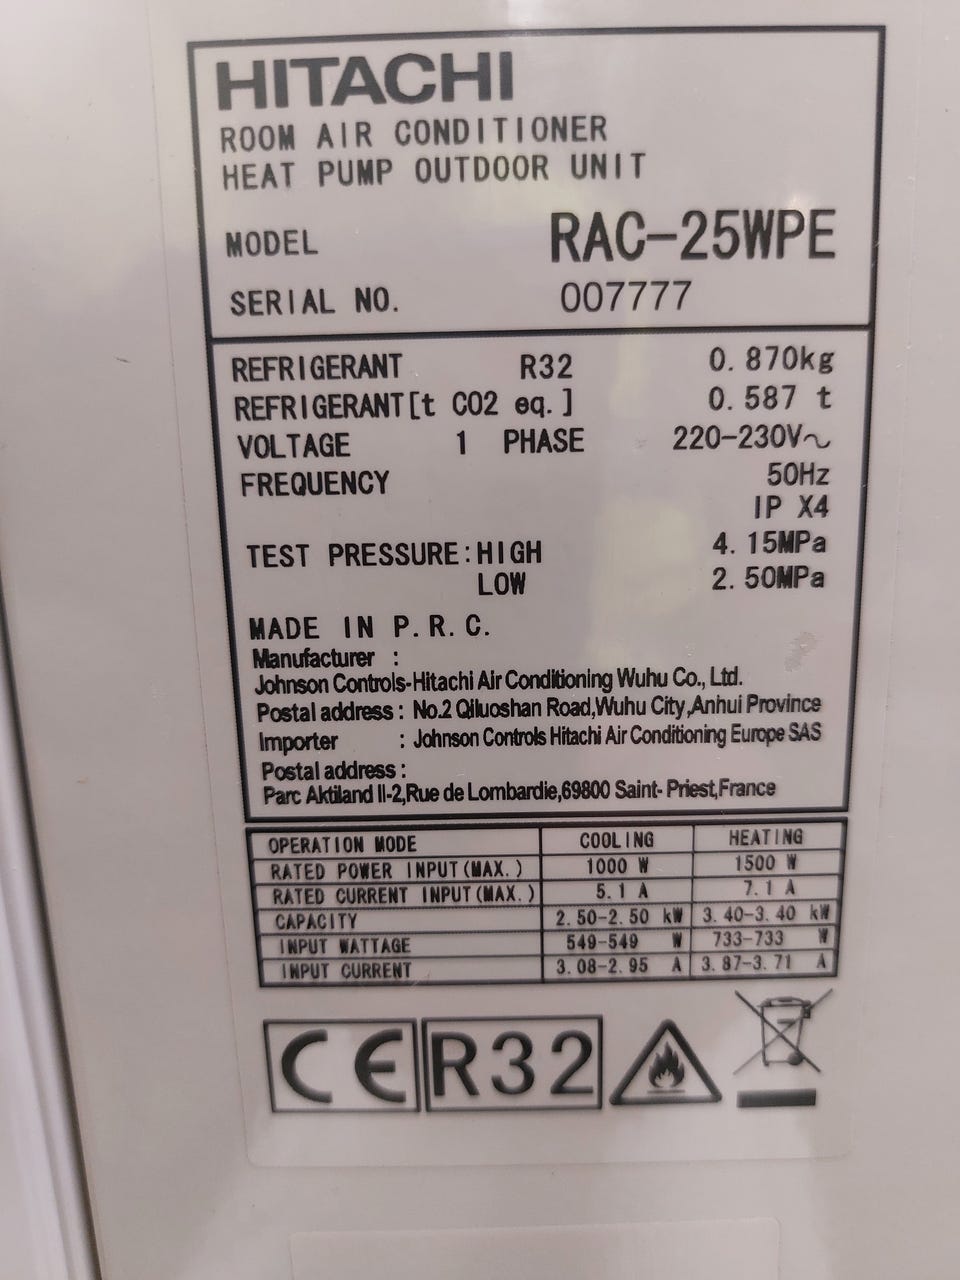 HITACHI
ROOM AIR CONDITIONER
HEAT PUMP OUTDOOR UNIT
MODEL RAC-25WPE
SERIAL NO. 007777
REFRIGERANT R32 0.870kg
REFRIGERANT[t CO2 eq.] 0.587 t
VOLTAGE 1 PHASE 220-230V~
FREQUENCY 50Hz
IP X4
TEST PRESSURE:HIGH 4.15MPa
LOW 2.50MPa
MADE IN P.R.C.
Manufacturer :
Johnson Controls-Hitachi Air Conditioning Wuhu Co., Ltd.
Postal address : No.2 Qiluoshan Road,Wuhu City,Anhui Province
Importer : Johnson Controls Hitachi Air Conditioning Europe SAS
Postal address :
Parc Aktiland II-2,Rue de Lombardie,69800 Saint- Priest,France
OPERATION MODE COOLING HEATING
RATED POWER INPUT(MAX.) 1000 W 1500 W
RATED CURRENT INPUT(MAX.) 5.1 A 7.1 A
CAPACITY 2.50-2.50 kW 3.40-3.40 kW
INPUT WATTAGE 549-549 W 733-733 W
INPUT CURRENT 3.08-2.95 A 3.87-3.71 A
CE R32